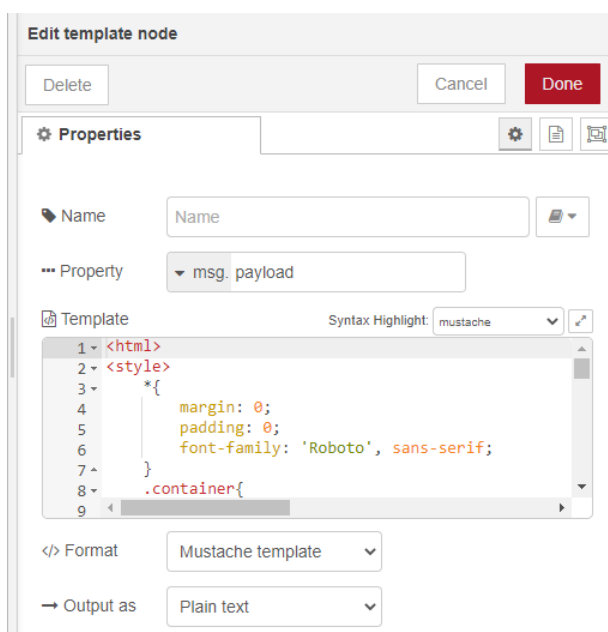 Edit template node
Delete
Cancel
Done
Properties
Name
Name
Property
msg. payload
Template
Syntax Highlight: mustache
1 <html>
2 <style>
3 *{
4 margin: 0;
5 padding: 0;
6 font-family: 'Roboto', sans-serif;
7 }
8 .container{
9
</> Format
Mustache template
Output as
Plain text